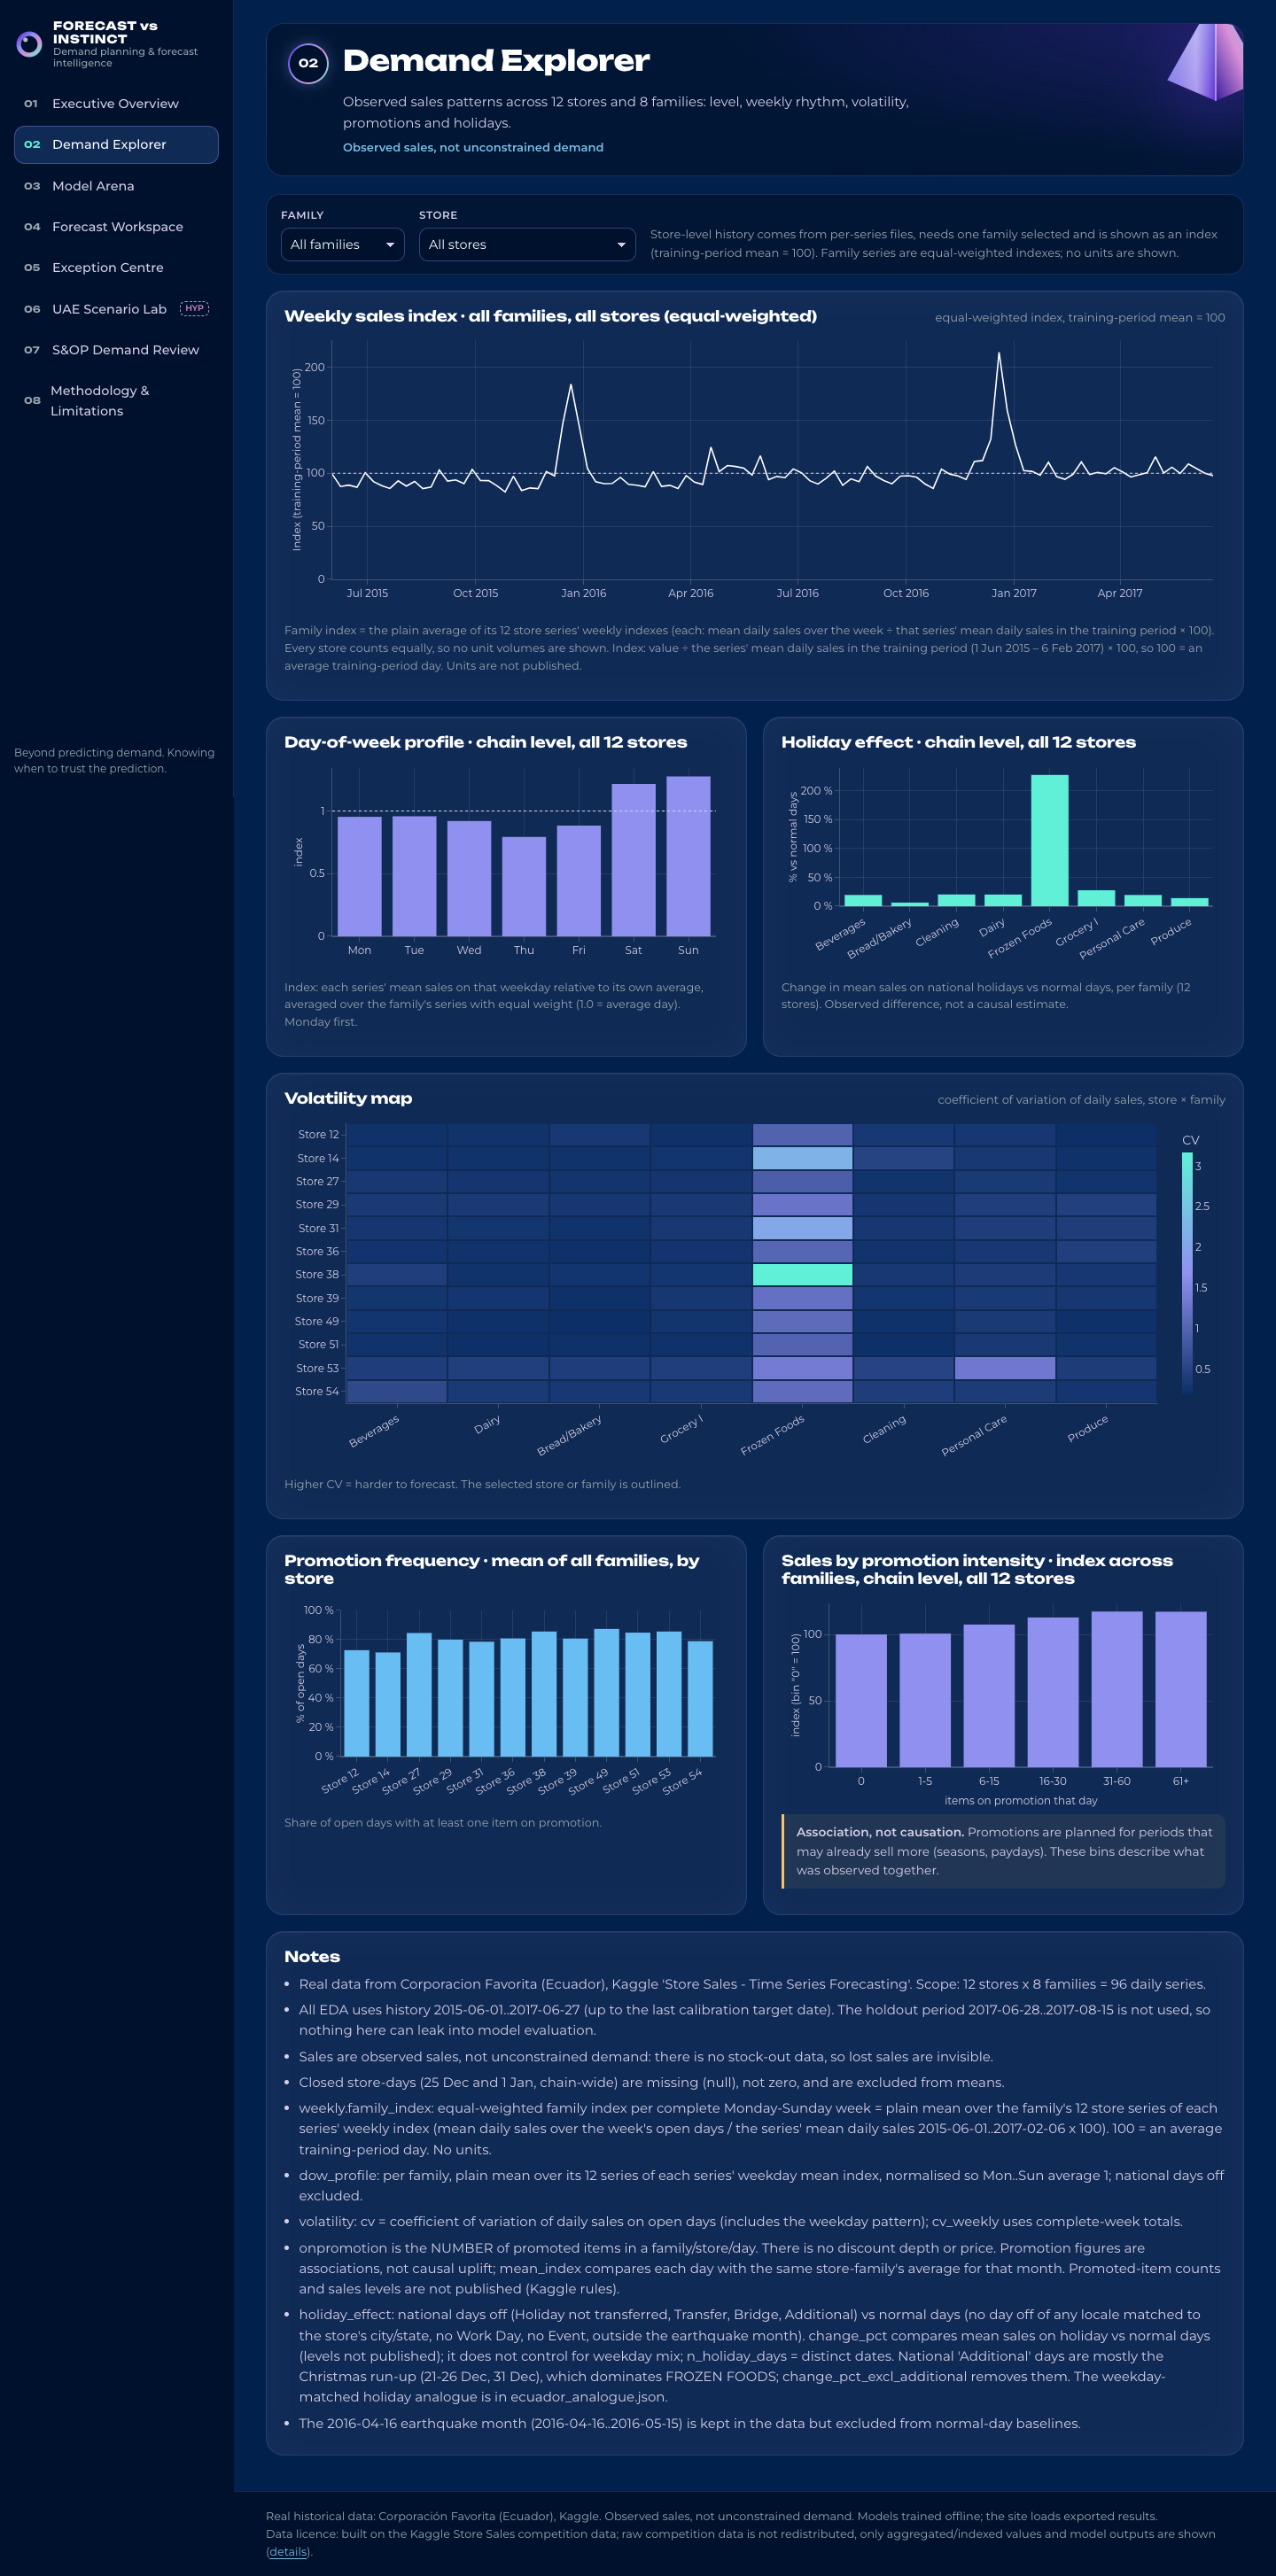 FORECAST vs
INSTINCT
Demand planning & forecast
intelligence
01 Executive Overview
02 Demand Explorer
03 Model Arena
04 Forecast Workspace
05 Exception Centre
06 UAE Scenario Lab HYP
07 S&OP Demand Review
08 Methodology &
Limitations
Beyond predicting demand. Knowing
when to trust the prediction.
02 Demand Explorer
Observed sales patterns across 12 stores and 8 families: level, weekly rhythm, volatility,
promotions and holidays.
Observed sales, not unconstrained demand
FAMILY STORE
All families All stores
Store-level history comes from per-series files, needs one family selected and is shown as an index
(training-period mean = 100). Family series are equal-weighted indexes; no units are shown.
Weekly sales index · all families, all stores (equal-weighted)
equal-weighted index, training-period mean = 100
Index (training-period mean = 100)
200
150
100
50
0
Jul 2015 Oct 2015 Jan 2016 Apr 2016 Jul 2016 Oct 2016 Jan 2017 Apr 2017
Family index = the plain average of its 12 store series' weekly indexes (each: mean daily sales over the week ÷ that series' mean daily sales in the training period × 100).
Every store counts equally, so no unit volumes are shown. Index: value ÷ the series' mean daily sales in the training period (1 Jun 2015 – 6 Feb 2017) × 100, so 100 = an
average training-period day. Units are not published.
Day-of-week profile · chain level, all 12 stores
index
1
0.5
0
Mon Tue Wed Thu Fri Sat Sun
Index: each series' mean sales on that weekday relative to its own average,
averaged over the family's series with equal weight (1.0 = average day).
Monday first.
Holiday effect · chain level, all 12 stores
% vs normal days
200 %
150 %
100 %
50 %
0 %
Beverages Bread/Bakery Cleaning Dairy Frozen Foods Grocery I Personal Care Produce
Change in mean sales on national holidays vs normal days, per family (12
stores). Observed difference, not a causal estimate.
Volatility map
coefficient of variation of daily sales, store × family
Store 12
Store 14
Store 27
Store 29
Store 31
Store 36
Store 38
Store 39
Store 49
Store 51
Store 53
Store 54
Beverages Dairy Bread/Bakery Grocery I Frozen Foods Cleaning Personal Care Produce
CV
3
2.5
2
1.5
1
0.5
Higher CV = harder to forecast. The selected store or family is outlined.
Promotion frequency · mean of all families, by
store
% of open days
100 %
80 %
60 %
40 %
20 %
0 %
Store 12 Store 14 Store 27 Store 29 Store 31 Store 36 Store 38 Store 39 Store 49 Store 51 Store 53 Store 54
Share of open days with at least one item on promotion.
Sales by promotion intensity · index across
families, chain level, all 12 stores
index (bin "0" = 100)
100
50
0
0 1-5 6-15 16-30 31-60 61+
items on promotion that day
Association, not causation. Promotions are planned for periods that
may already sell more (seasons, paydays). These bins describe what
was observed together.
Notes
• Real data from Corporacion Favorita (Ecuador), Kaggle 'Store Sales - Time Series Forecasting'. Scope: 12 stores x 8 families = 96 daily series.
• All EDA uses history 2015-06-01..2017-06-27 (up to the last calibration target date). The holdout period 2017-06-28..2017-08-15 is not used, so
nothing here can leak into model evaluation.
• Sales are observed sales, not unconstrained demand: there is no stock-out data, so lost sales are invisible.
• Closed store-days (25 Dec and 1 Jan, chain-wide) are missing (null), not zero, and are excluded from means.
• weekly.family_index: equal-weighted family index per complete Monday-Sunday week = plain mean over the family's 12 store series of each
series' weekly index (mean daily sales over the week's open days / the series' mean daily sales 2015-06-01..2017-02-06 x 100). 100 = an average
training-period day. No units.
• dow_profile: per family, plain mean over its 12 series of each series' weekday mean index, normalised so Mon..Sun average 1; national days off
excluded.
• volatility: cv = coefficient of variation of daily sales on open days (includes the weekday pattern); cv_weekly uses complete-week totals.
• onpromotion is the NUMBER of promoted items in a family/store/day. There is no discount depth or price. Promotion figures are
associations, not causal uplift; mean_index compares each day with the same store-family's average for that month. Promoted-item counts
and sales levels are not published (Kaggle rules).
• holiday_effect: national days off (Holiday not transferred, Transfer, Bridge, Additional) vs normal days (no day off of any locale matched to
the store's city/state, no Work Day, no Event, outside the earthquake month). change_pct compares mean sales on holiday vs normal days
(levels not published); it does not control for weekday mix; n_holiday_days = distinct dates. National 'Additional' days are mostly the
Christmas run-up (21-26 Dec, 31 Dec), which dominates FROZEN FOODS; change_pct_excl_additional removes them. The weekday-
matched holiday analogue is in ecuador_analogue.json.
• The 2016-04-16 earthquake month (2016-04-16..2016-05-15) is kept in the data but excluded from normal-day baselines.
Real historical data: Corporación Favorita (Ecuador), Kaggle. Observed sales, not unconstrained demand. Models trained offline; the site loads exported results.
Data licence: built on the Kaggle Store Sales competition data; raw competition data is not redistributed, only aggregated/indexed values and model outputs are shown
(details).